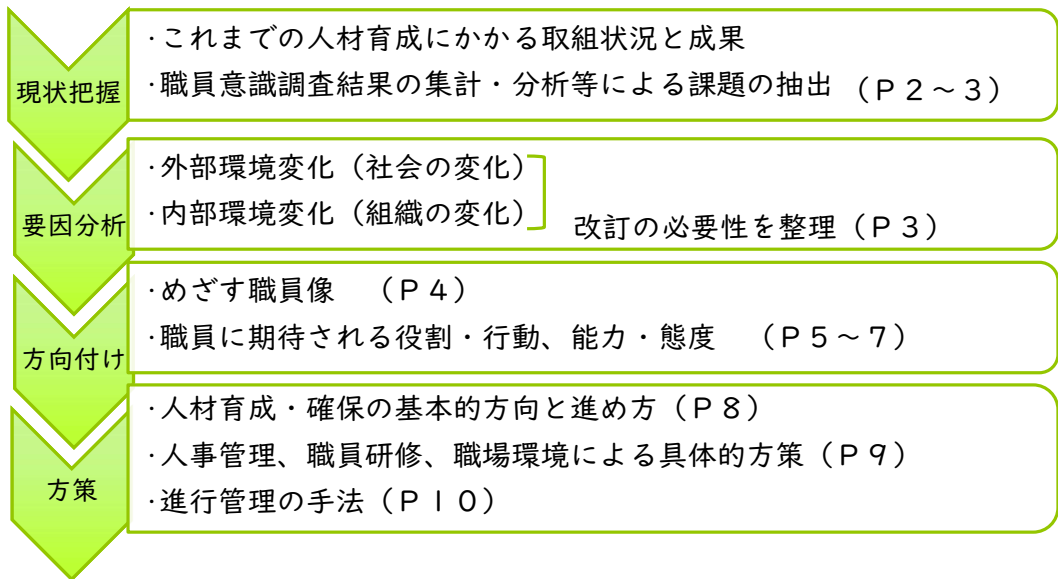 現状把握
·これまでの人材育成にかかる取組状況と成果
·職員意識調査結果の集計・分析等による課題の抽出 (P2~3)
要因分析
·外部環境変化(社会の変化)
·内部環境変化(組織の変化)
改訂の必要性を整理(P3)
方向付け
·めざす職員像 (P4)
·職員に期待される役割・行動、能力・態度 (P5~7)
方策
·人材育成・確保の基本的方向と進め方(P8)
·人事管理、職員研修、職場環境による具体的方策(P9)
·進行管理の手法(P10)